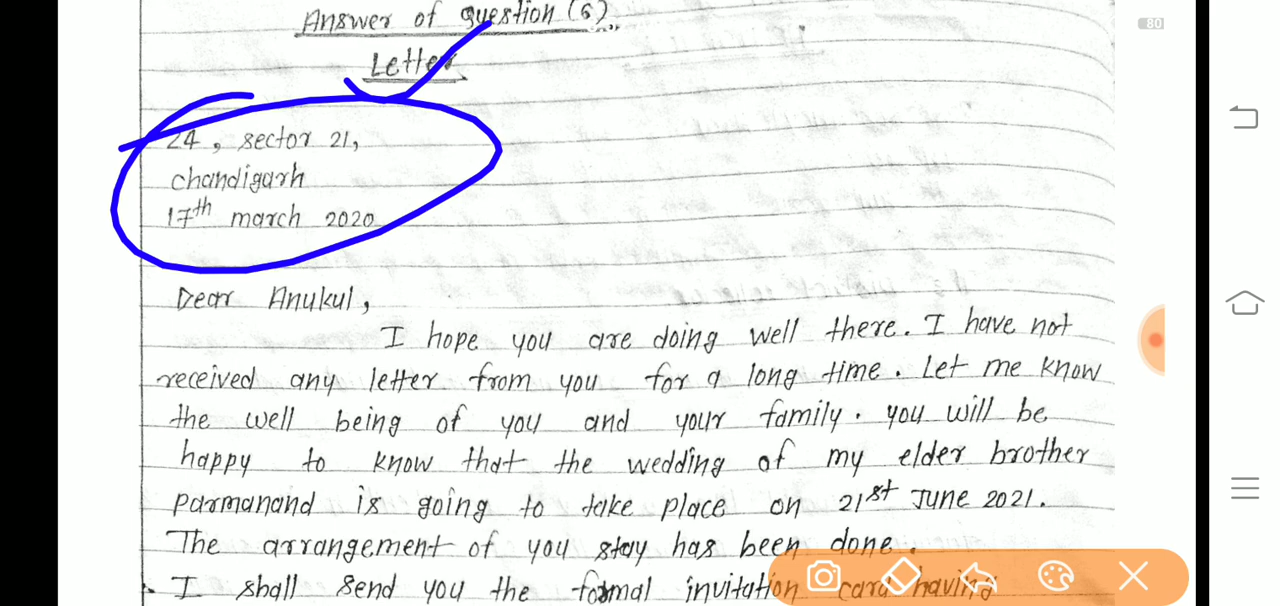 Answer of question (6)
Letter
24, sector 21,
chandigarh
17th march 2020
Dear Anukul,
I hope you are doing well there. I have not
received any letter from you for a long time. Let me know
the well being of you and your family. you will be
happy to know that the wedding of my elder brother
parmanand is going to take place on 21st June 2021.
The arrangement of you stay has been done.
I shall send you the formal invitation card having
80